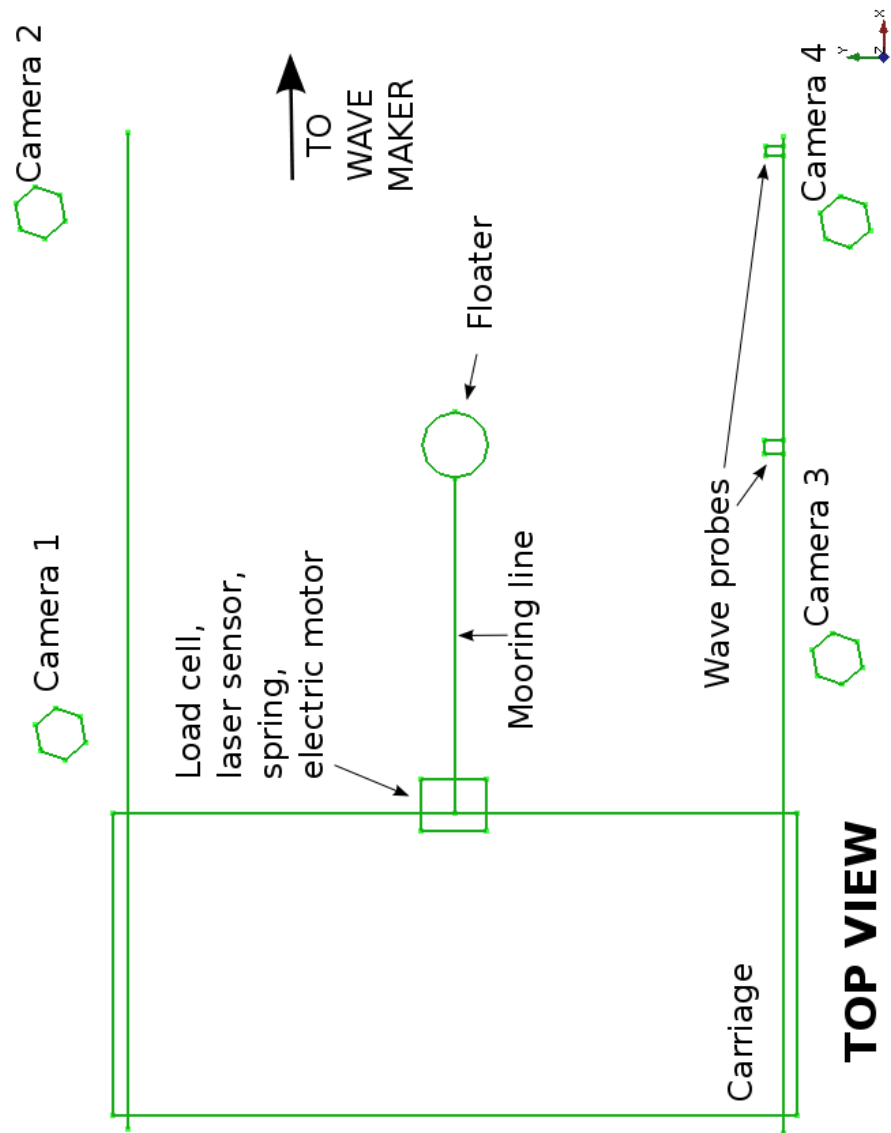 Camera 2
TO
WAVE
MAKER
Camera 4
Y
Z
X
Floater
Camera 1
Load cell,
laser sensor,
spring,
electric motor
Mooring line
Wave probes
Camera 3
Carriage
TOP VIEW